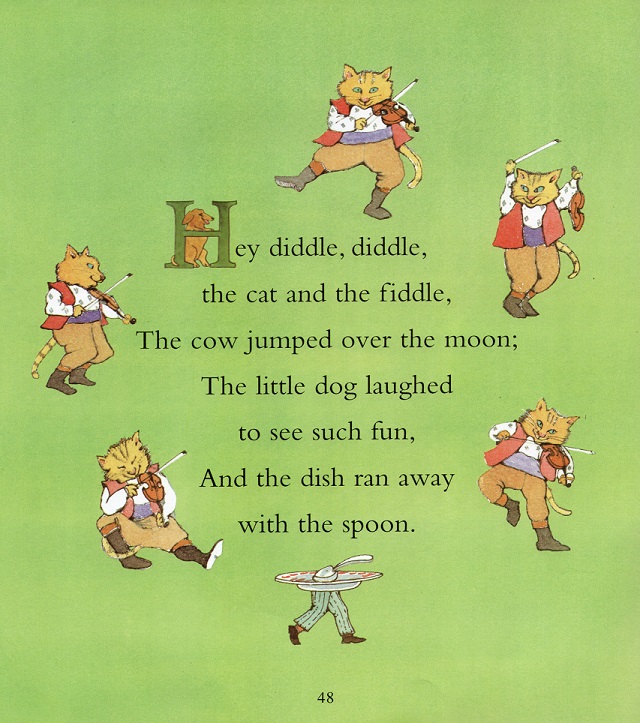 Hey diddle, diddle,
the cat and the fiddle,
The cow jumped over the moon;
The little dog laughed
to see such fun,
And the dish ran away
with the spoon.
48